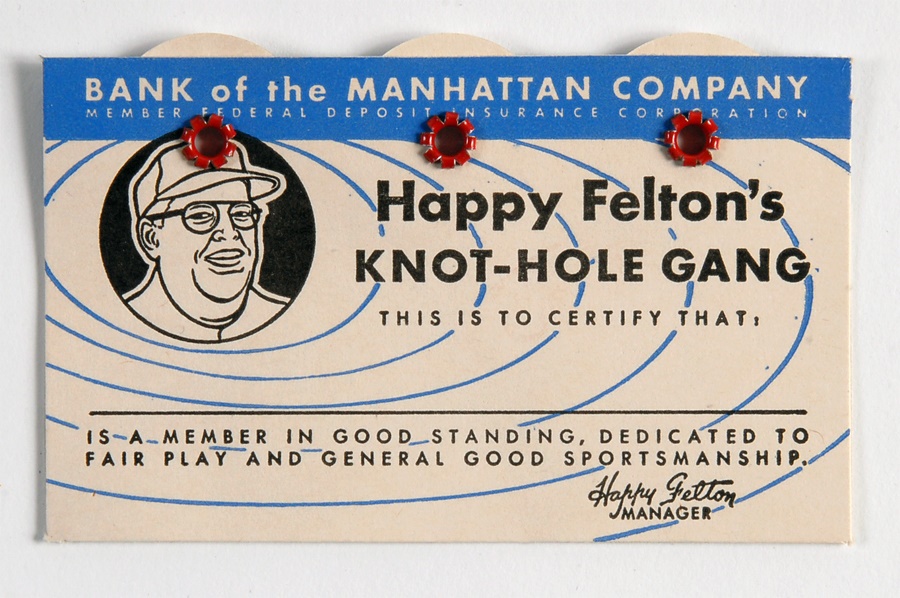 BANK of the MANHATTAN COMPANY
MEMBER FEDERAL DEPOSIT INSURANCE CORPORATION
Happy Felton's
KNOT-HOLE GANG
THIS IS TO CERTIFY THAT:
IS A MEMBER IN GOOD STANDING, DEDICATED TO
FAIR PLAY AND GENERAL GOOD SPORTSMANSHIP.
Happy Felton
MANAGER